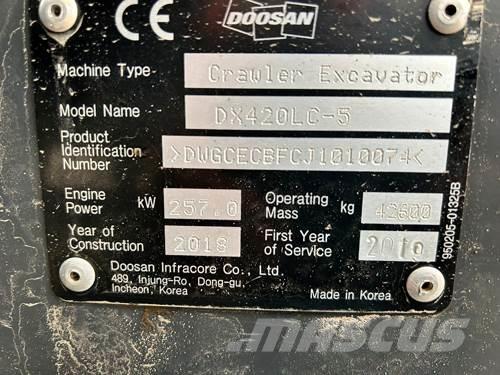 CE DOOSAN
Machine Type Crawler Excavator
Model Name DX420LC-5
Product
Identification >DWGCECBFCJ1010074<
Number
Engine Power kW 257.0 Operating Mass kg 42600
Year of Construction 2018 First Year of Service 2019
Doosan Infracore Co., Ltd.
489, Injung-Ro, Dong-gu,
Incheon, Korea
Made in Korea
950205-01325B
MASCUS